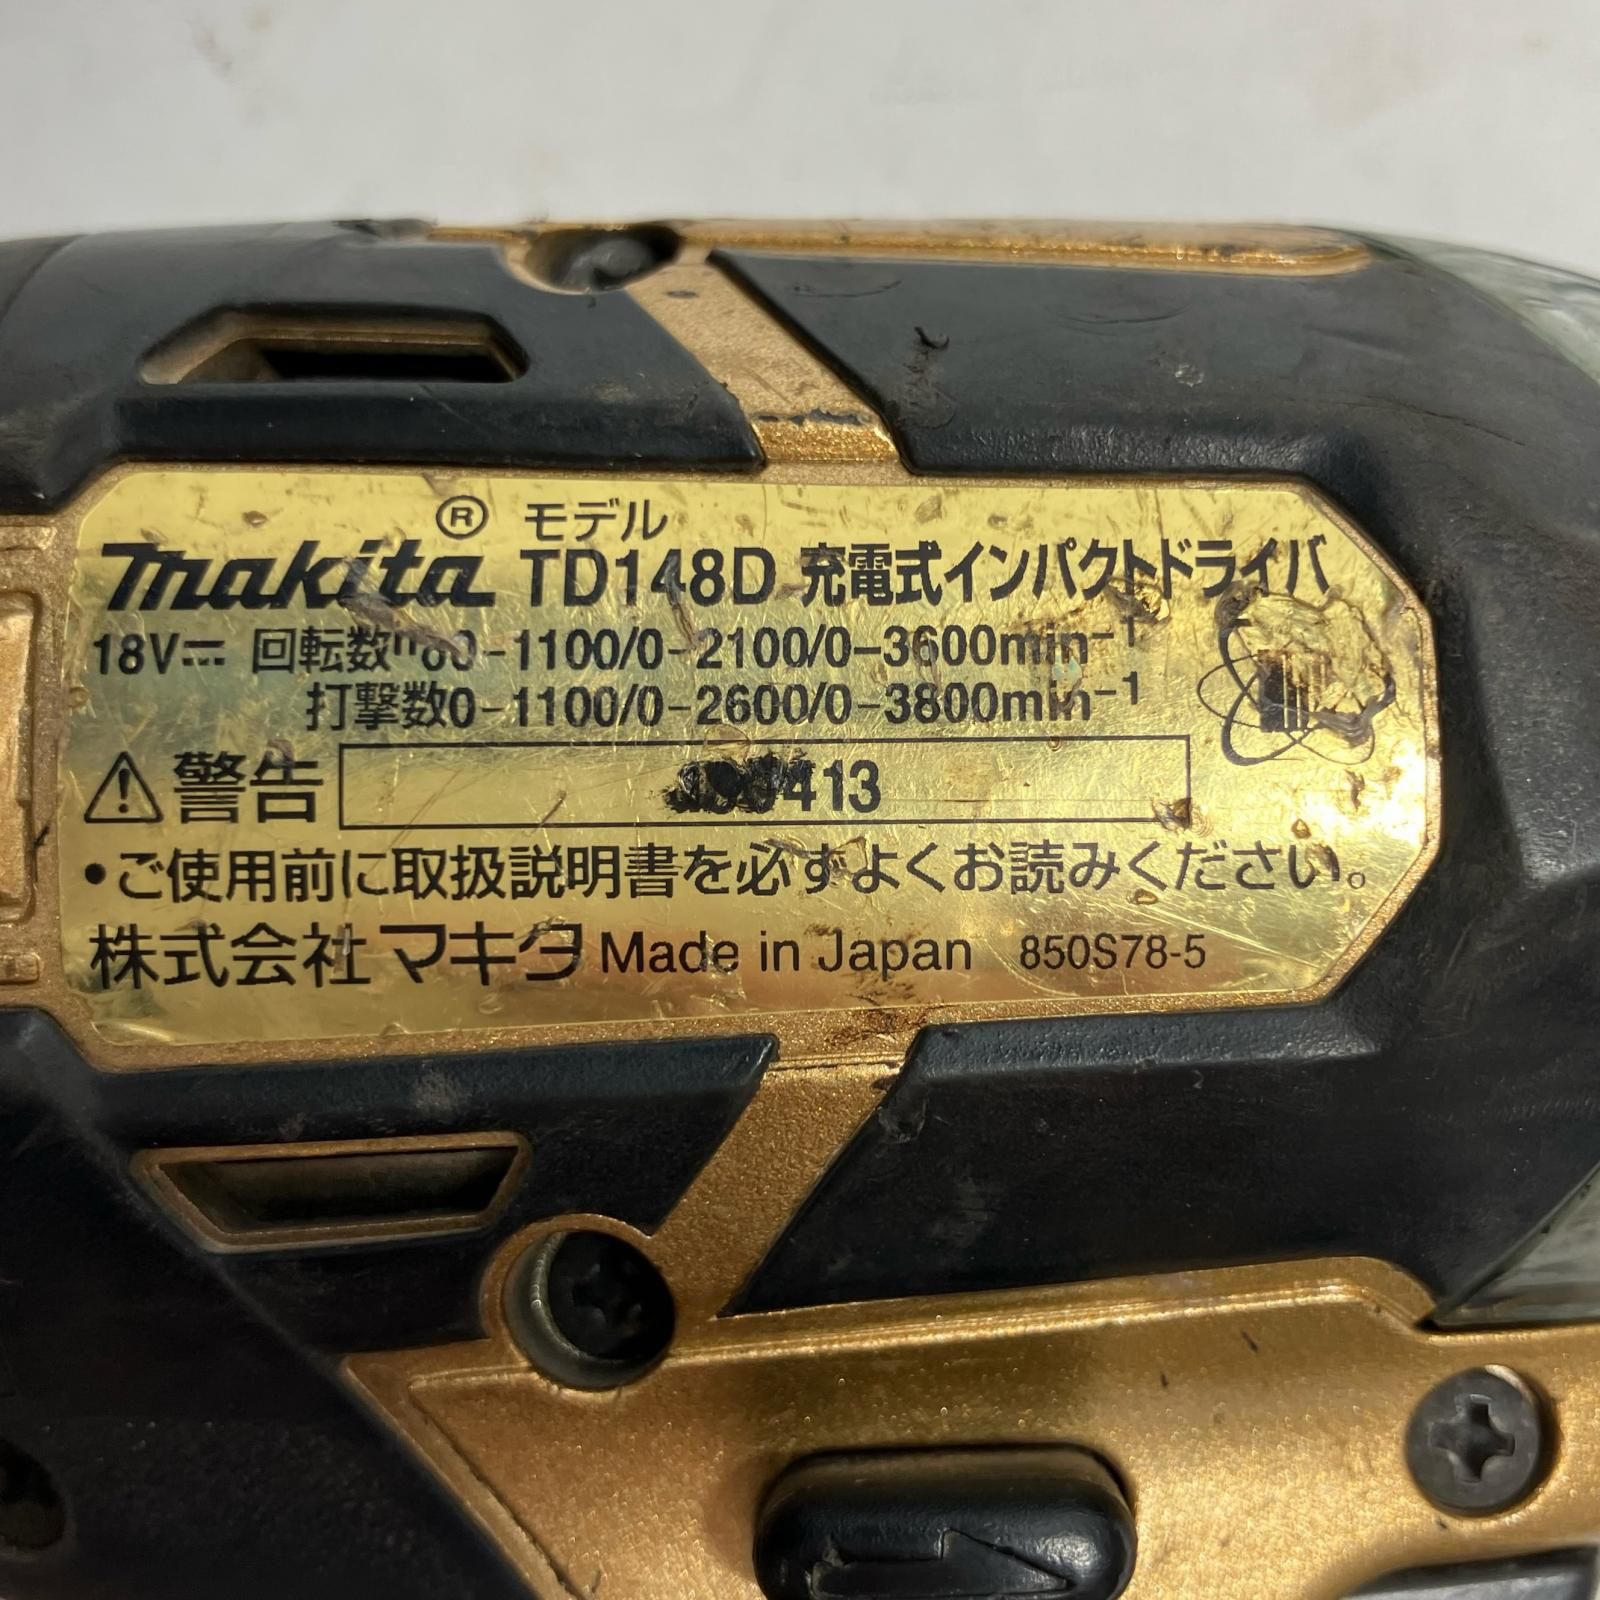 makita® モデル
TD148D 充電式インパクトドライバ
18V⎓ 回転数 0-1100/0-2100/0-3600min⁻¹
打撃数0-1100/0-2600/0-3800min⁻¹
⚠警告 413
•ご使用前に取扱説明書を必ずよくお読みください。
株式会社マキタ Made in Japan 850S78-5